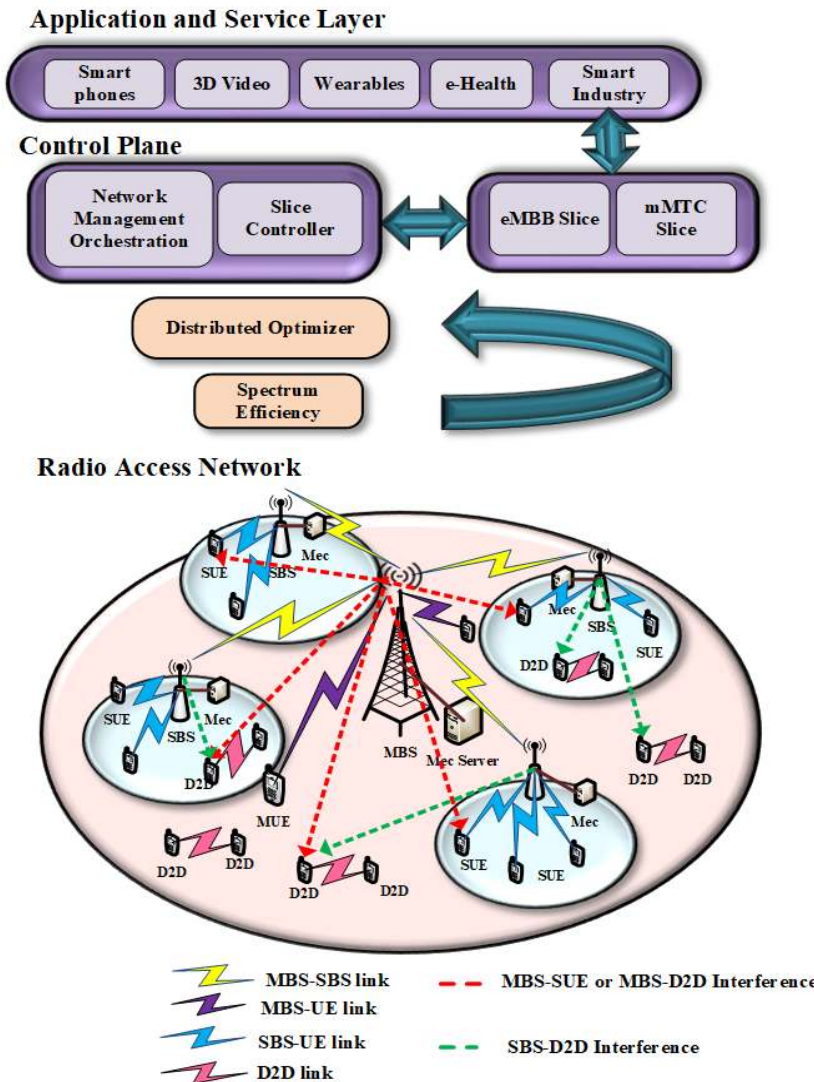 Application and Service Layer
Smart
phones
3D Video
Wearables
e-Health
Smart
Industry
Control Plane
Network
Management
Orchestration
Slice
Controller
eMBB Slice
mMTC
Slice
Distributed Optimizer
Spectrum
Efficiency
Radio Access Network
SUE
SBS
Mec
Mec
SBS
SUE
D2D
SUE
SBS
Mec
D2D
MBS
Mec Server
D2D
D2D
MUE
Mec
D2D
D2D
SUE
SUE
D2D
D2D
MBS-SBS link
MBS-UE link
SBS-UE link
D2D link
MBS-SUE or MBS-D2D Interference
SBS-D2D Interference